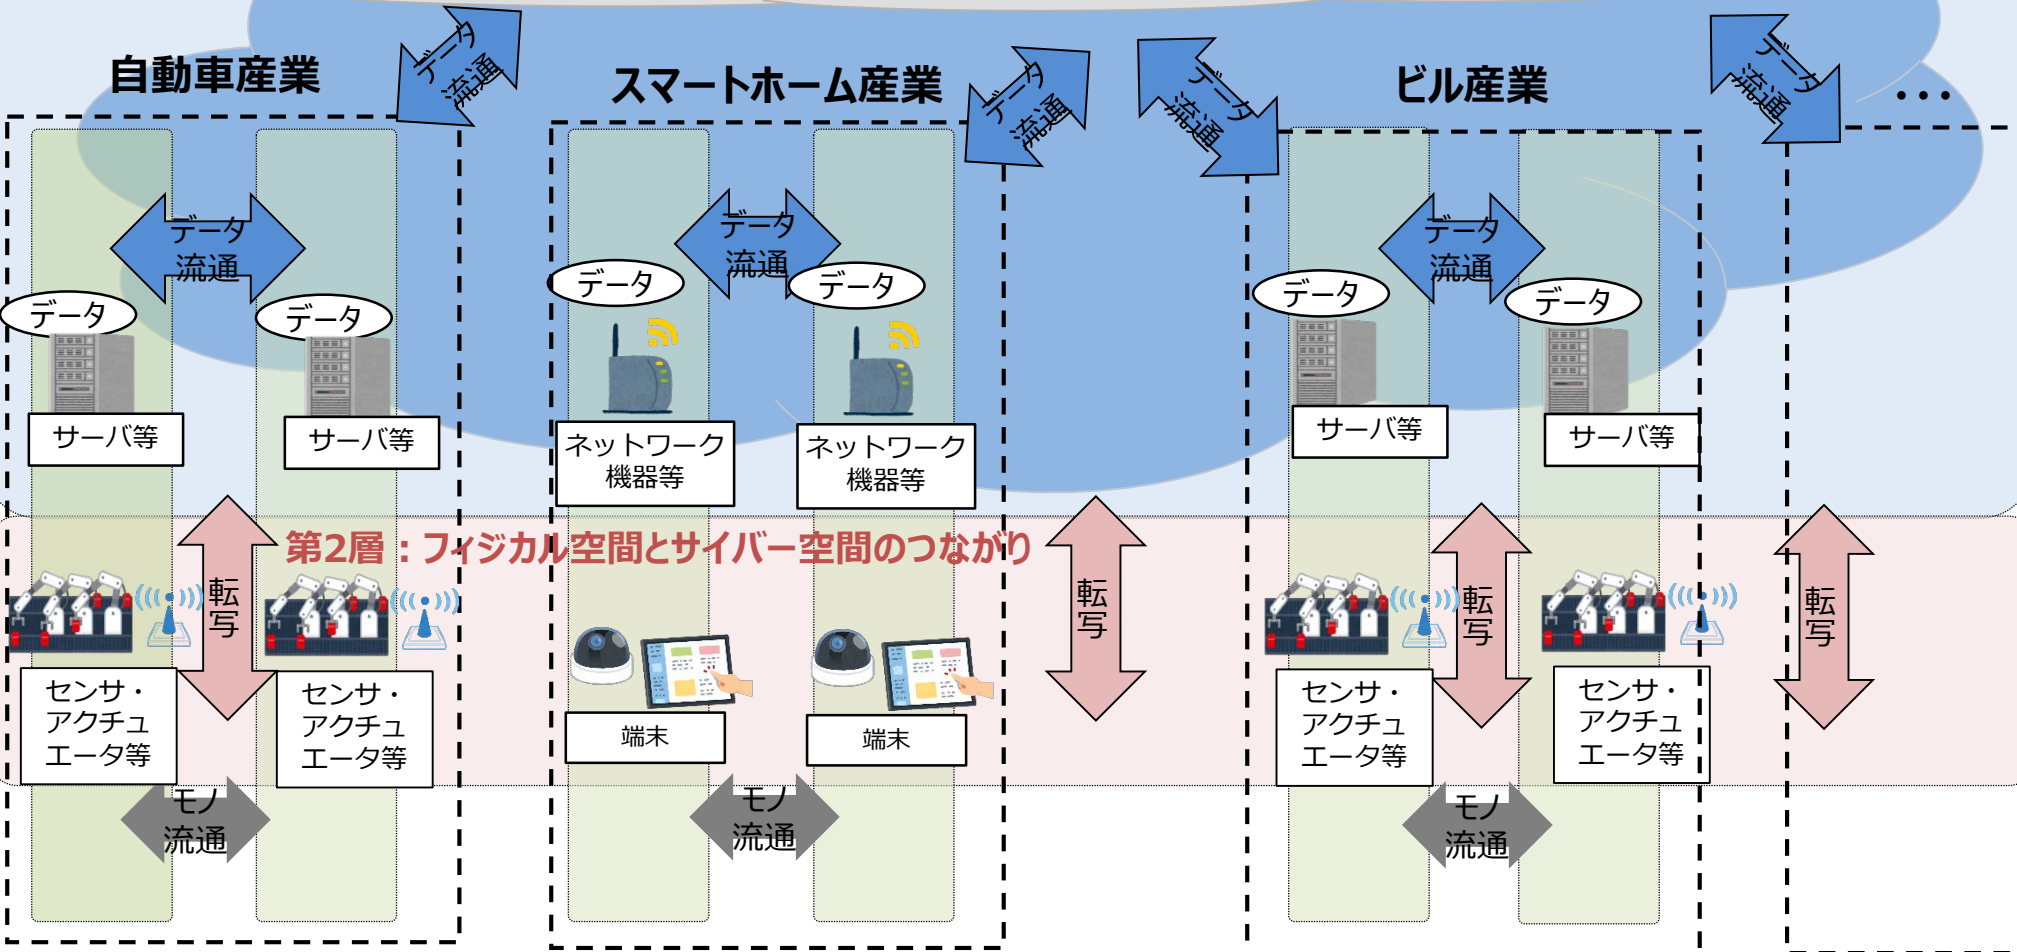 自動車産業
データ
流通
スマートホーム産業
データ
流通
データ
流通
ビル産業
データ
流通
・・・
データ
流通
データ
流通
データ
流通
データ
データ
データ
データ
データ
データ
サーバ等
サーバ等
ネットワーク
機器等
ネットワーク
機器等
サーバ等
サーバ等
第2層：フィジカル空間とサイバー空間のつながり
転
写
転
写
転
写
転
写
センサ・
アクチュ
エータ等
センサ・
アクチュ
エータ等
端末
端末
センサ・
アクチュ
エータ等
センサ・
アクチュ
エータ等
モノ
流通
モノ
流通
モノ
流通